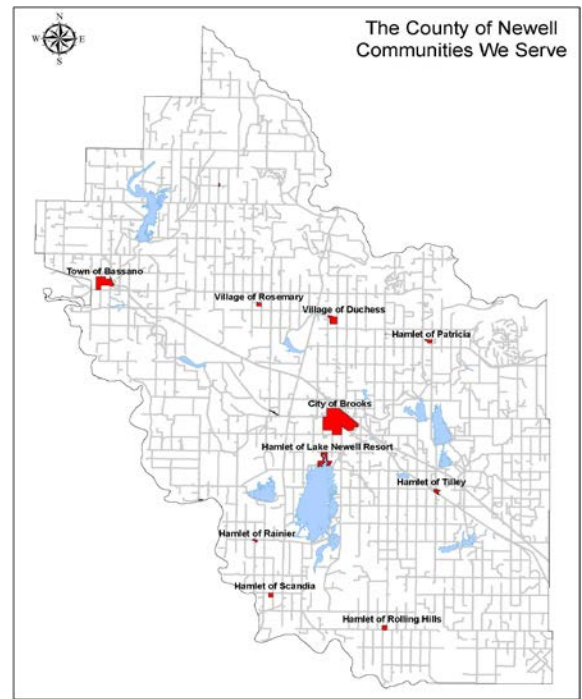 N
W E
S
The County of Newell
Communities We Serve
Town of Bassano
Village of Rosemary
Village of Duchess
Hamlet of Patricia
City of Brooks
Hamlet of Lake Newell Resort
Hamlet of Tilley
Hamlet of Rainier
Hamlet of Scandia
Hamlet of Rolling Hills